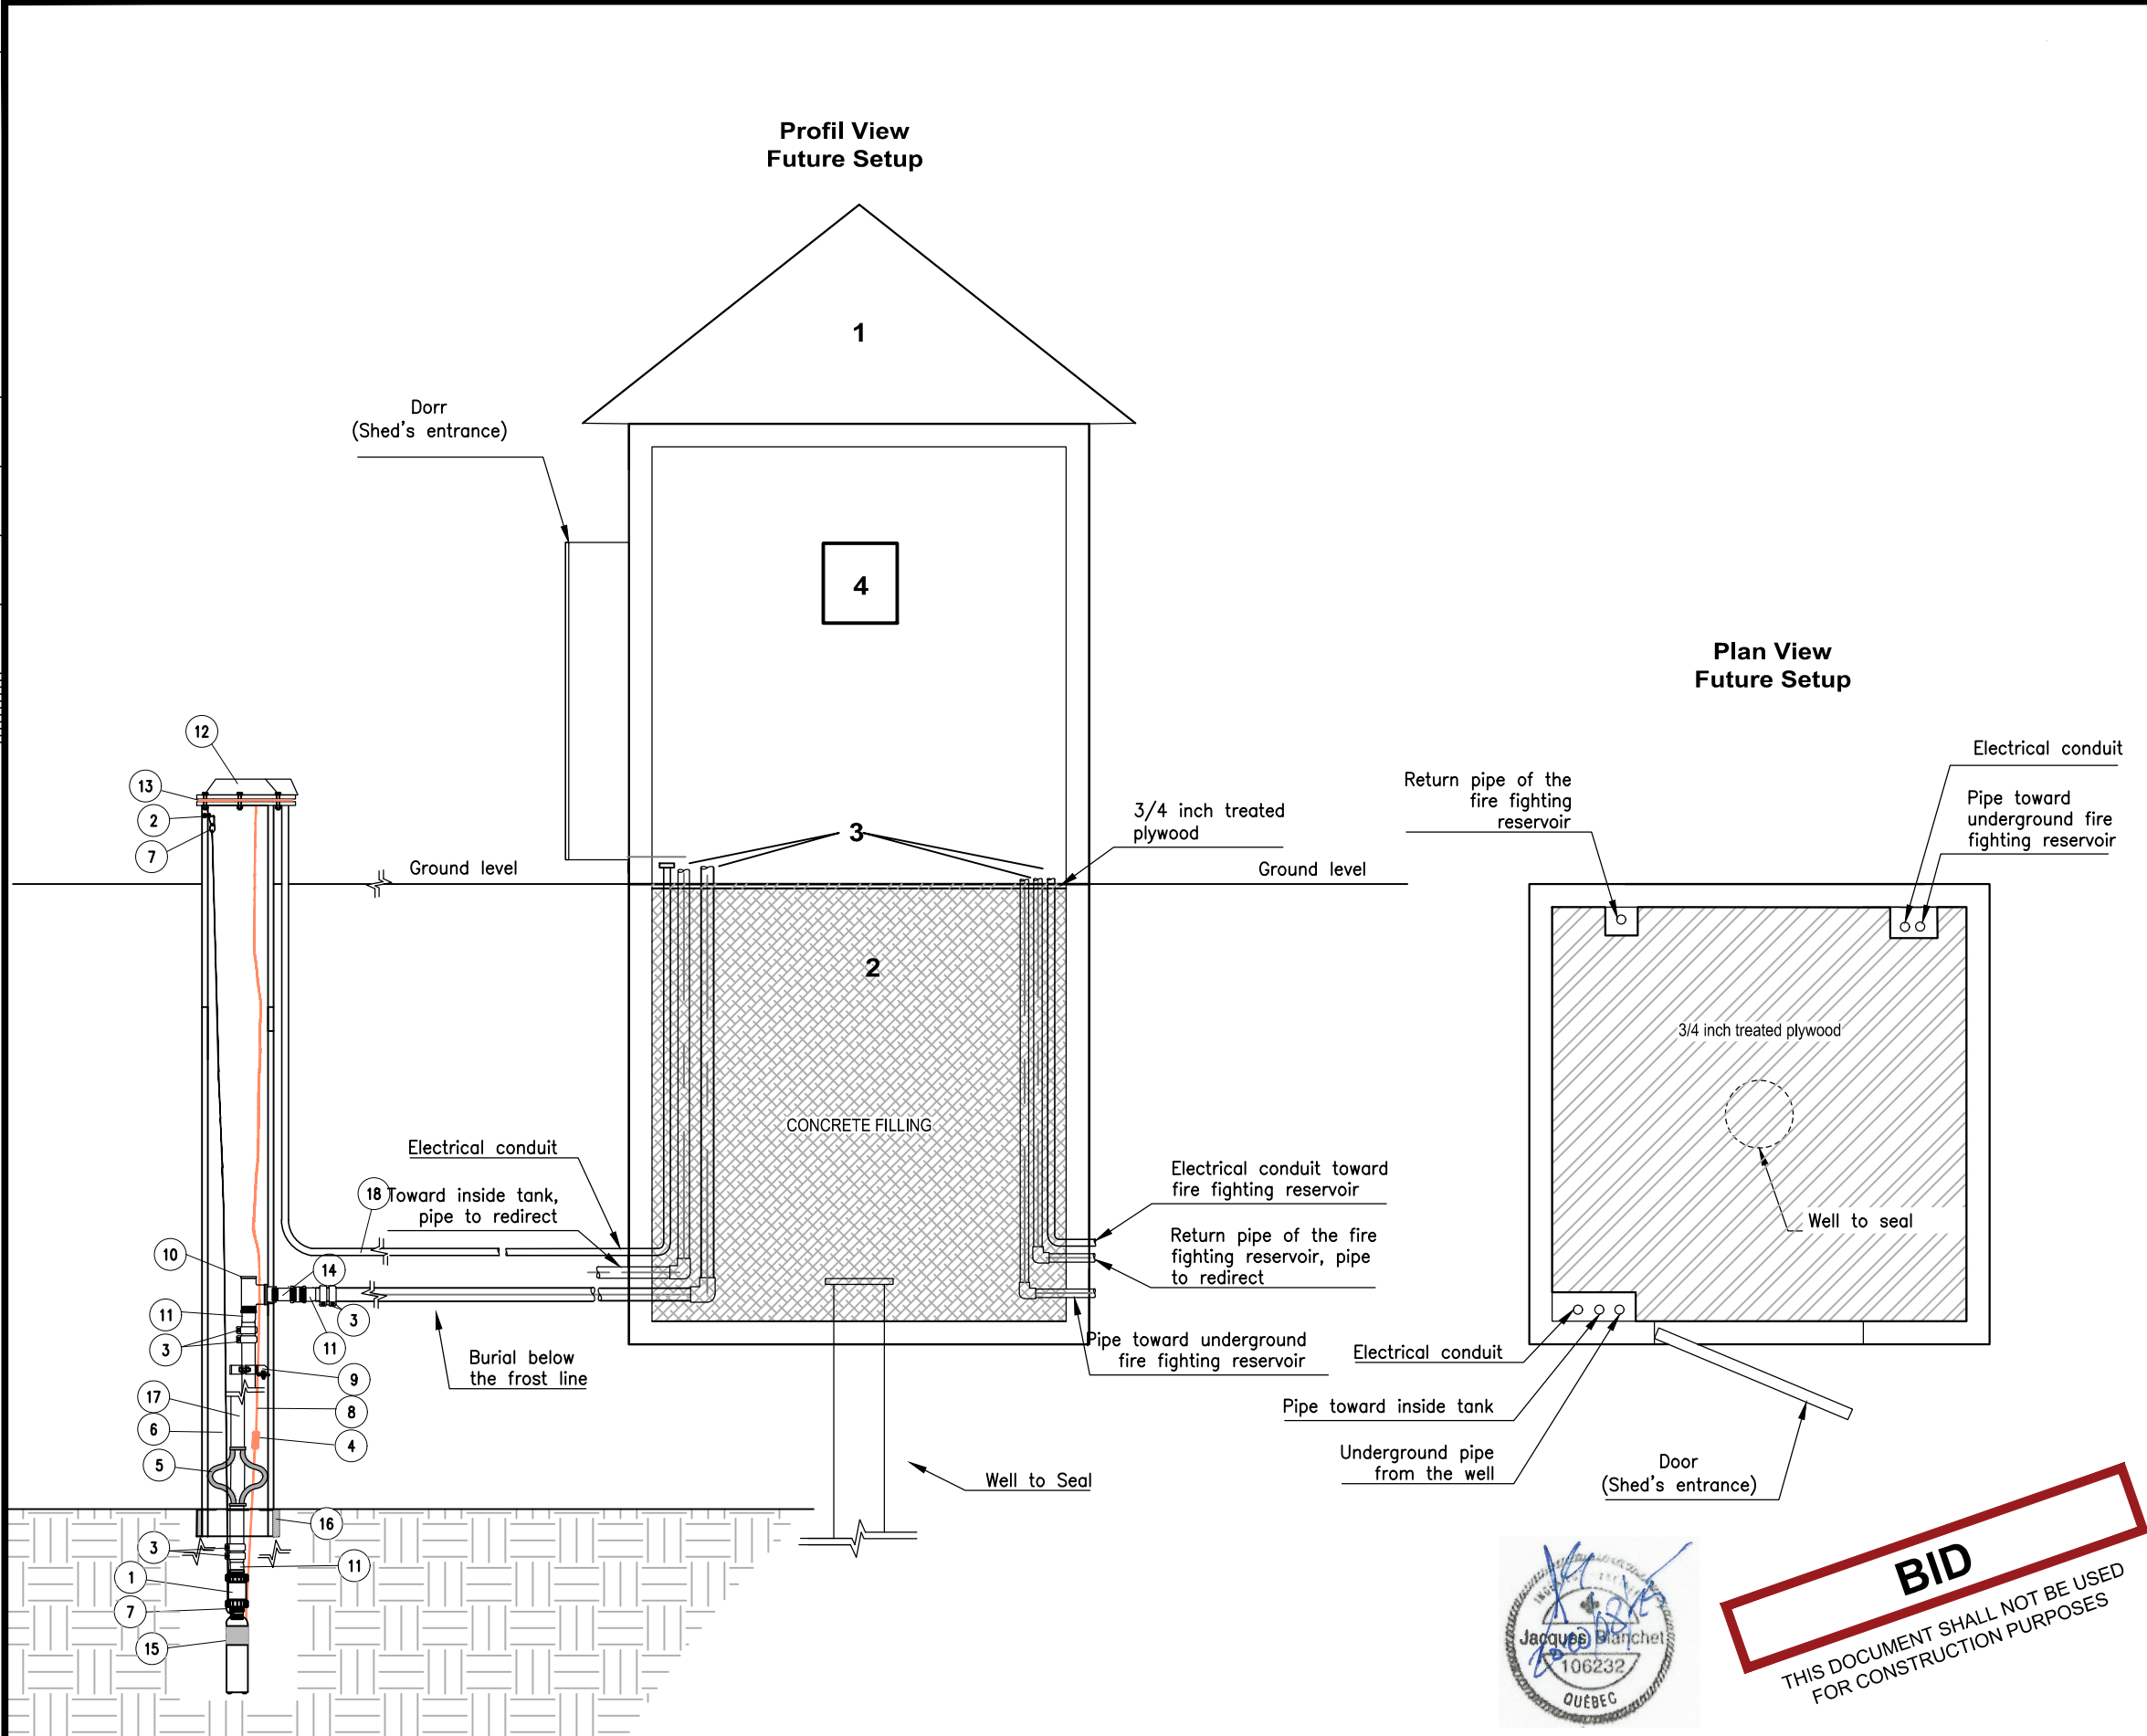 Profil View
Future Setup
1
Dorr
(Shed's entrance)
4
Plan View
Future Setup
12
13
2
7
Electrical conduit
Return pipe of the
fire fighting
reservoir
Pipe toward
underground fire
fighting reservoir
3/4 inch treated
plywood
3
Ground level
Ground level
2
3/4 inch treated plywood
CONCRETE FILLING
Electrical conduit
18
Toward inside tank,
pipe to redirect
Electrical conduit toward
fire fighting reservoir
Return pipe of the fire
fighting reservoir, pipe
to redirect
Well to seal
10
14
11
3
3
11
Burial below
the frost line
Pipe toward underground
fire fighting reservoir
Electrical conduit
9
17
8
6
4
5
Pipe toward inside tank
Underground pipe
from the well
Door
(Shed's entrance)
Well to Seal
16
3
11
1
7
15
Jacques Blanchet
106232
QUÉBEC
BID
THIS DOCUMENT SHALL NOT BE USED
FOR CONSTRUCTION PURPOSES